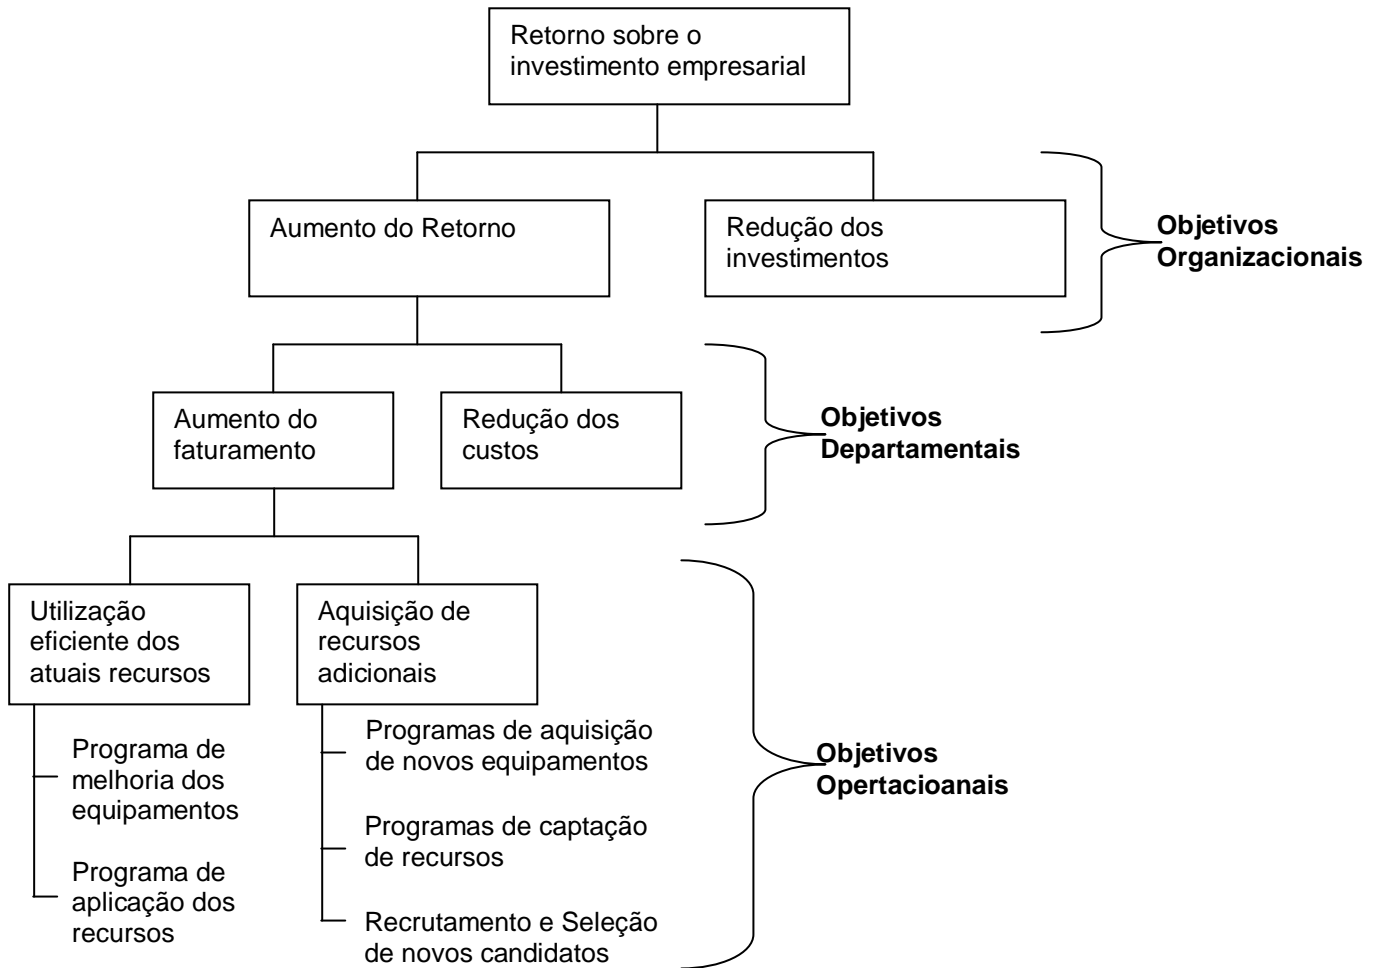 Retorno sobre o
investimento empresarial
Aumento do Retorno
Redução dos
investimentos
Objetivos
Organizacionais
Aumento do
faturamento
Redução dos
custos
Objetivos
Departamentais
Utilização
eficiente dos
atuais recursos
Aquisição de
recursos
adicionais
Programa de
melhoria dos
equipamentos
Programa de
aplicação dos
recursos
Programas de aquisição
de novos equipamentos
Programas de captação
de recursos
Recrutamento e Seleção
de novos candidatos
Objetivos
Opertacioanais